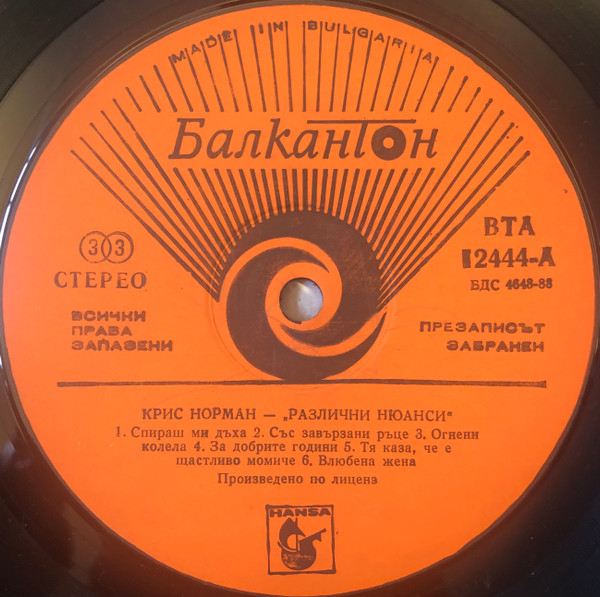 MADE IN BULGARIA
Балкантон
33
СТЕРЕО
ВТА
12444-А
БДС 4643-83
ВСИЧКИ
ПРАВА
ЗАПАЗЕНИ
ПРЕЗАПИСЪТ
ЗАБРАНЕН
КРИС НОРМАН — „РАЗЛИЧНИ НЮАНСИ"
1. Спираш ми дъха 2. Със завързани ръце 3. Огнени
колела 4. За добрите години 5. Тя каза, че е
щастливо момиче 6. Влюбена жена
Произведено по лиценз
HANSA